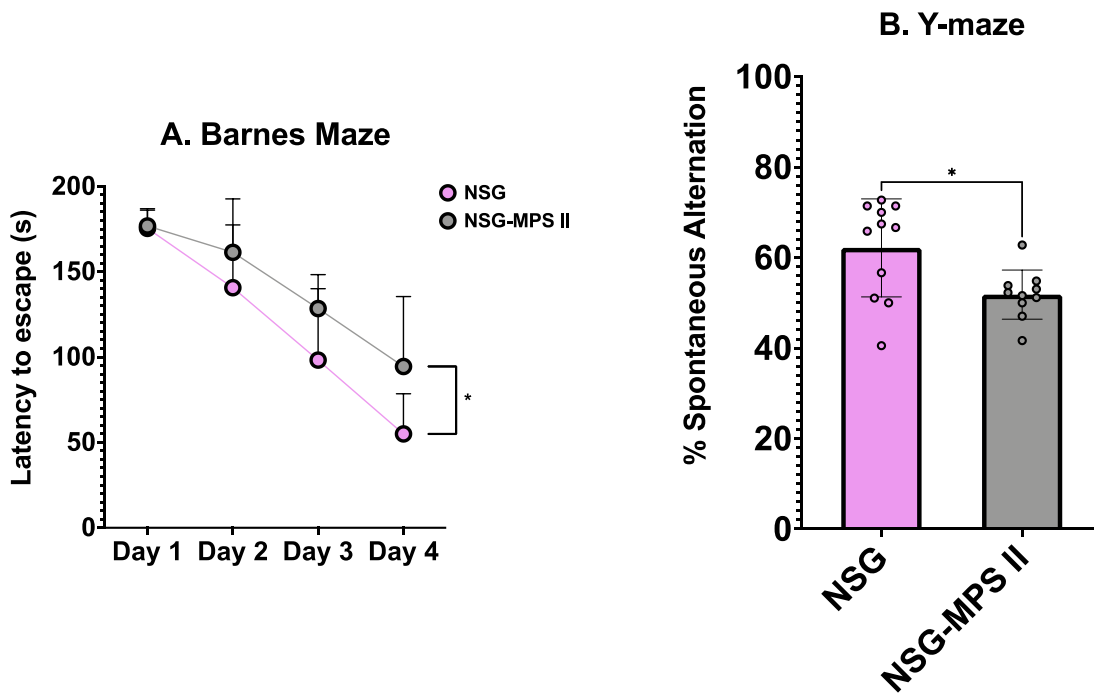 A. Barnes Maze
Latency to escape (s)
200
150
100
50
0
Day 1 Day 2 Day 3 Day 4
NSG
NSG-MPS II
*
B. Y-maze
% Spontaneous Alternation
100
80
60
40
20
0
*
NSG
NSG-MPS II